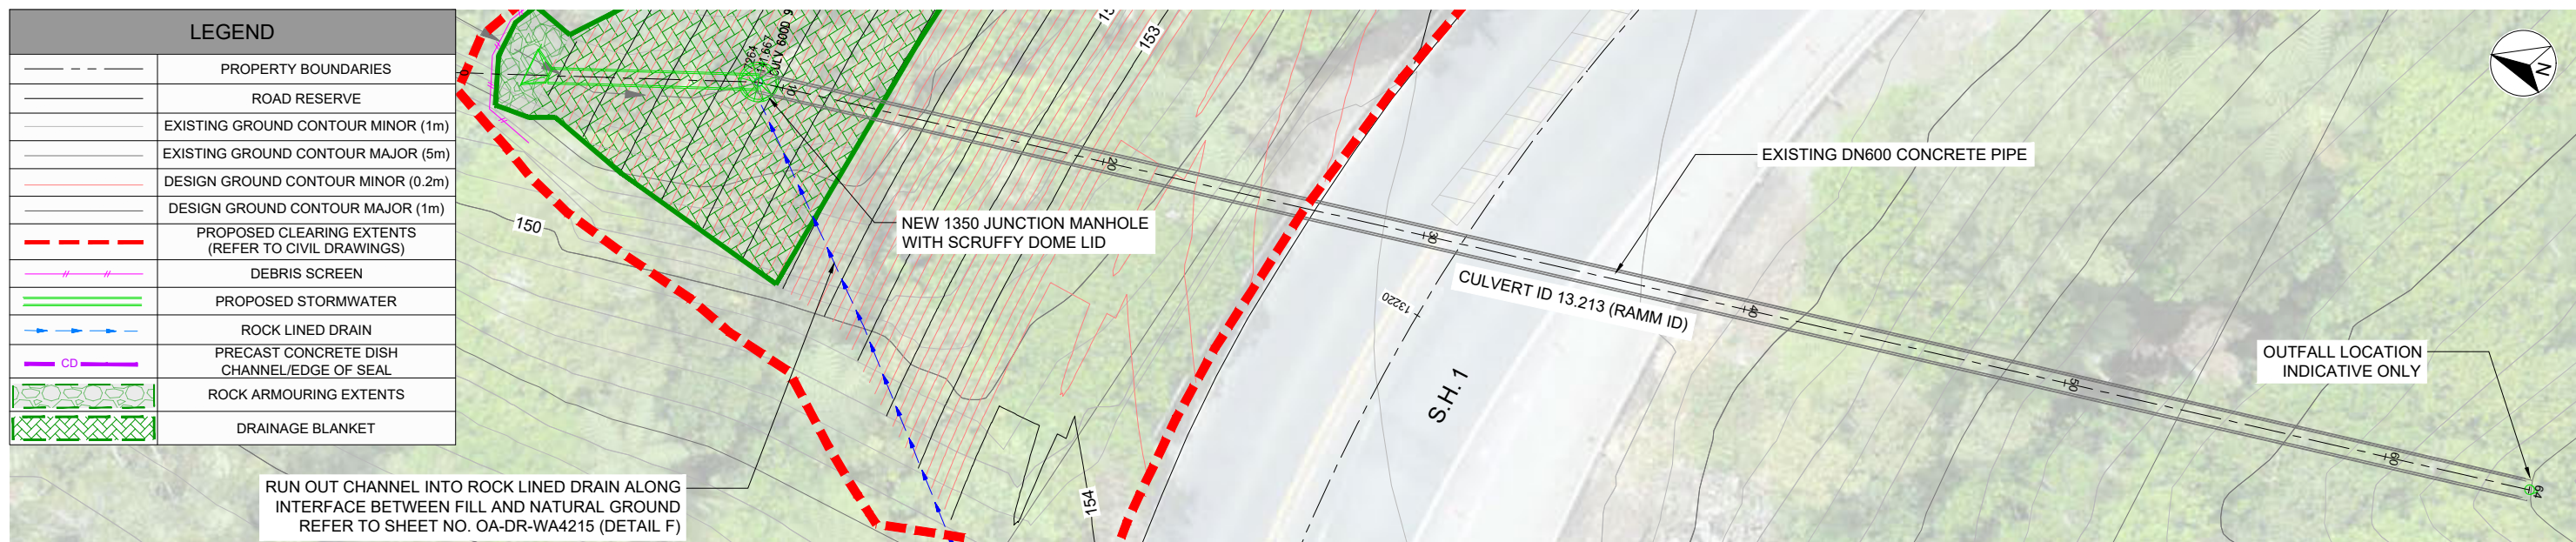 LEGEND
PROPERTY BOUNDARIES
ROAD RESERVE
EXISTING GROUND CONTOUR MINOR (1m)
EXISTING GROUND CONTOUR MAJOR (5m)
DESIGN GROUND CONTOUR MINOR (0.2m)
DESIGN GROUND CONTOUR MAJOR (1m)
PROPOSED CLEARING EXTENTS
(REFER TO CIVIL DRAWINGS)
DEBRIS SCREEN
PROPOSED STORMWATER
ROCK LINED DRAIN
CD
PRECAST CONCRETE DISH
CHANNEL/EDGE OF SEAL
ROCK ARMOURING EXTENTS
DRAINAGE BLANKET
0
10
20
30
40
50
60
64
CULV 600D
150
153
154
NEW 1350 JUNCTION MANHOLE
WITH SCRUFFY DOME LID
RUN OUT CHANNEL INTO ROCK LINED DRAIN ALONG
INTERFACE BETWEEN FILL AND NATURAL GROUND
REFER TO SHEET NO. OA-DR-WA4215 (DETAIL F)
EXISTING DN600 CONCRETE PIPE
CULVERT ID 13.213 (RAMM ID)
13220
S.H. 1
OUTFALL LOCATION
INDICATIVE ONLY
N